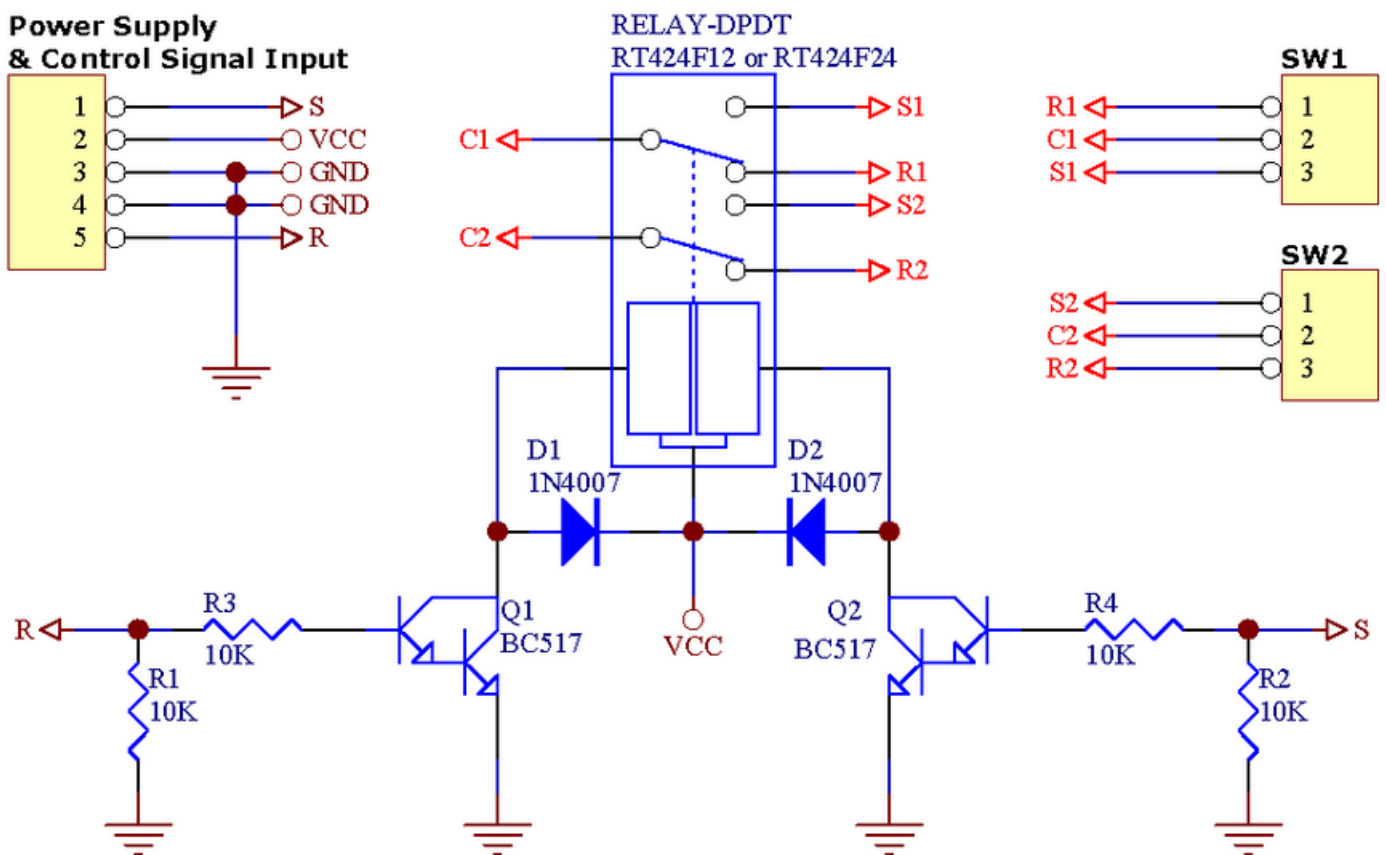 Power Supply
& Control Signal Input
1
S
2
VCC
3
GND
4
GND
5
R
RELAY-DPDT
RT424F12 or RT424F24
S1
C1
R1
S2
C2
R2
SW1
R1
1
C1
2
S1
3
SW2
S2
1
C2
2
R2
3
D1
1N4007
D2
1N4007
R
R3
10K
R1
10K
Q1
BC517
VCC
Q2
BC517
R4
10K
S
R2
10K